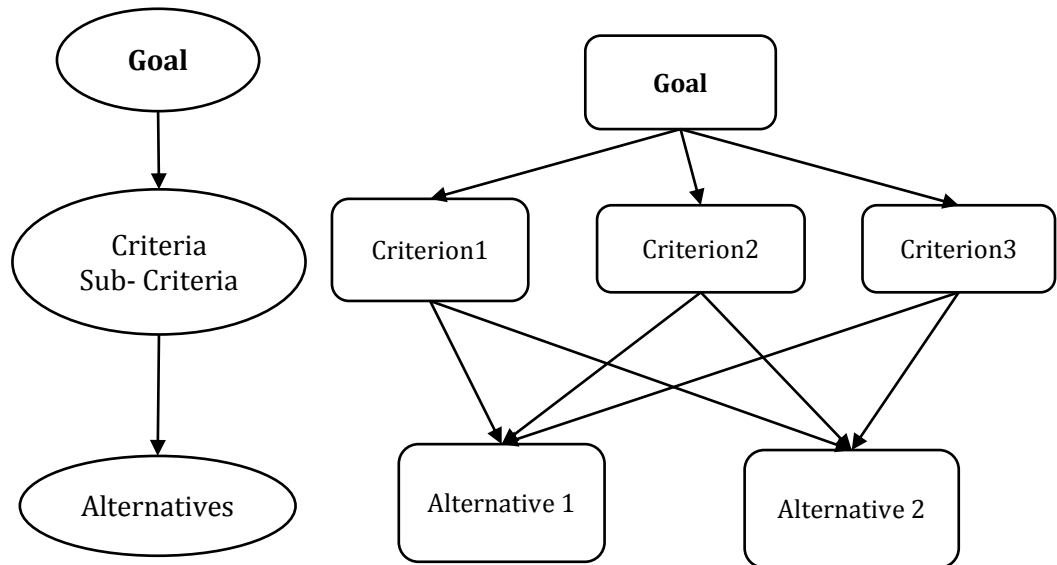 Goal
Criteria
Sub- Criteria
Alternatives
Goal
Criterion1
Criterion2
Criterion3
Alternative 1
Alternative 2